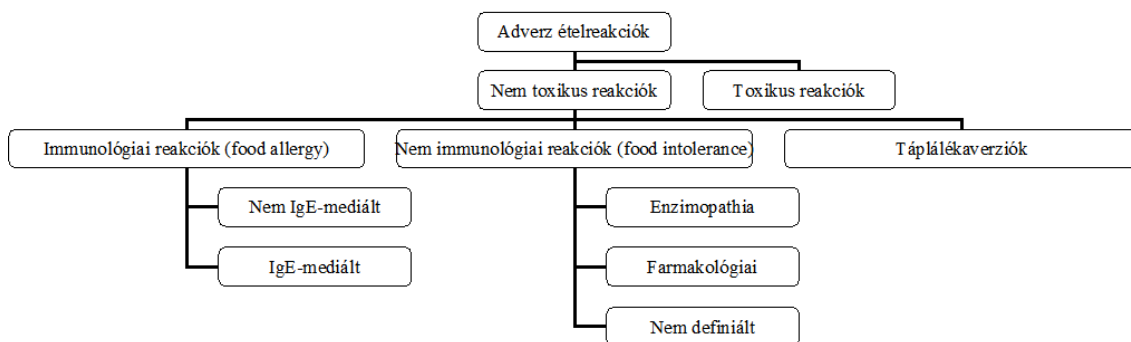 Adverz ételreakciók
Nem toxikus reakciók
Toxikus reakciók
Immunológiai reakciók (food allergy)
Nem immunológiai reakciók (food intolerance)
Táplálékaverziók
Nem IgE-mediált
Enzimopathia
IgE-mediált
Farmakológiai
Nem definiált